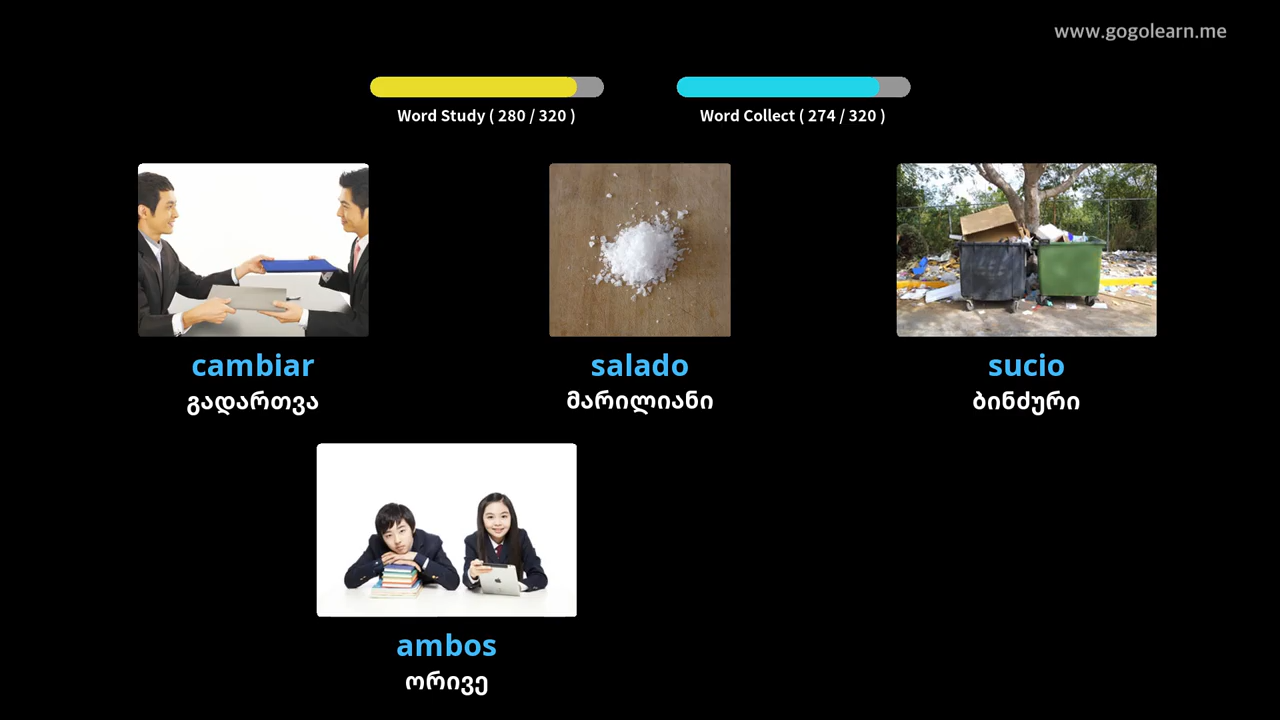 www.gogolearn.me
Word Study ( 280 / 320 )
Word Collect ( 274 / 320 )
cambiar
გადართვა
salado
მარილიანი
sucio
ბინძური
ambos
ორივე